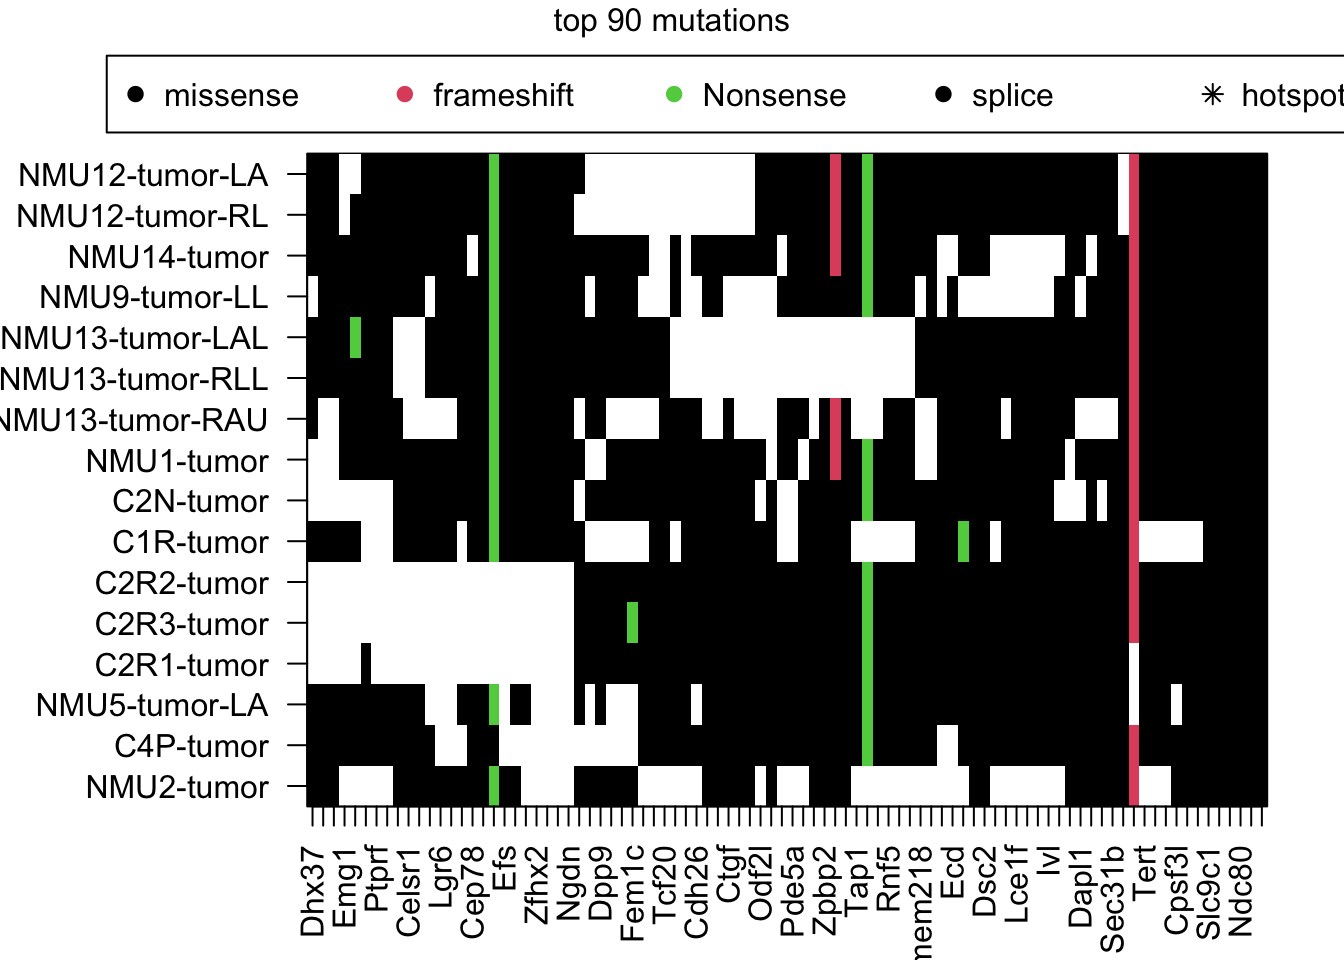 top 90 mutations
missense frameshift Nonsense splice hotspot
NMU12-tumor-LA
NMU12-tumor-RL
NMU14-tumor
NMU9-tumor-LL
NMU13-tumor-LAL
NMU13-tumor-RLL
NMU13-tumor-RAU
NMU1-tumor
C2N-tumor
C1R-tumor
C2R2-tumor
C2R3-tumor
C2R1-tumor
NMU5-tumor-LA
C4P-tumor
NMU2-tumor
Dhx37
Emg1
Ptprf
Celsr1
Lgr6
Cep78
Efs
Zfhx2
Ngdn
Dpp9
Fem1c
Tcf20
Cdh26
Ctgf
Odf2l
Pde5a
Zpbp2
Tap1
Rnf5
mem218
Ecd
Dsc2
Lce1f
Ivl
Dapl1
Sec31b
Tert
Cpsf3l
Slc9c1
Ndc80